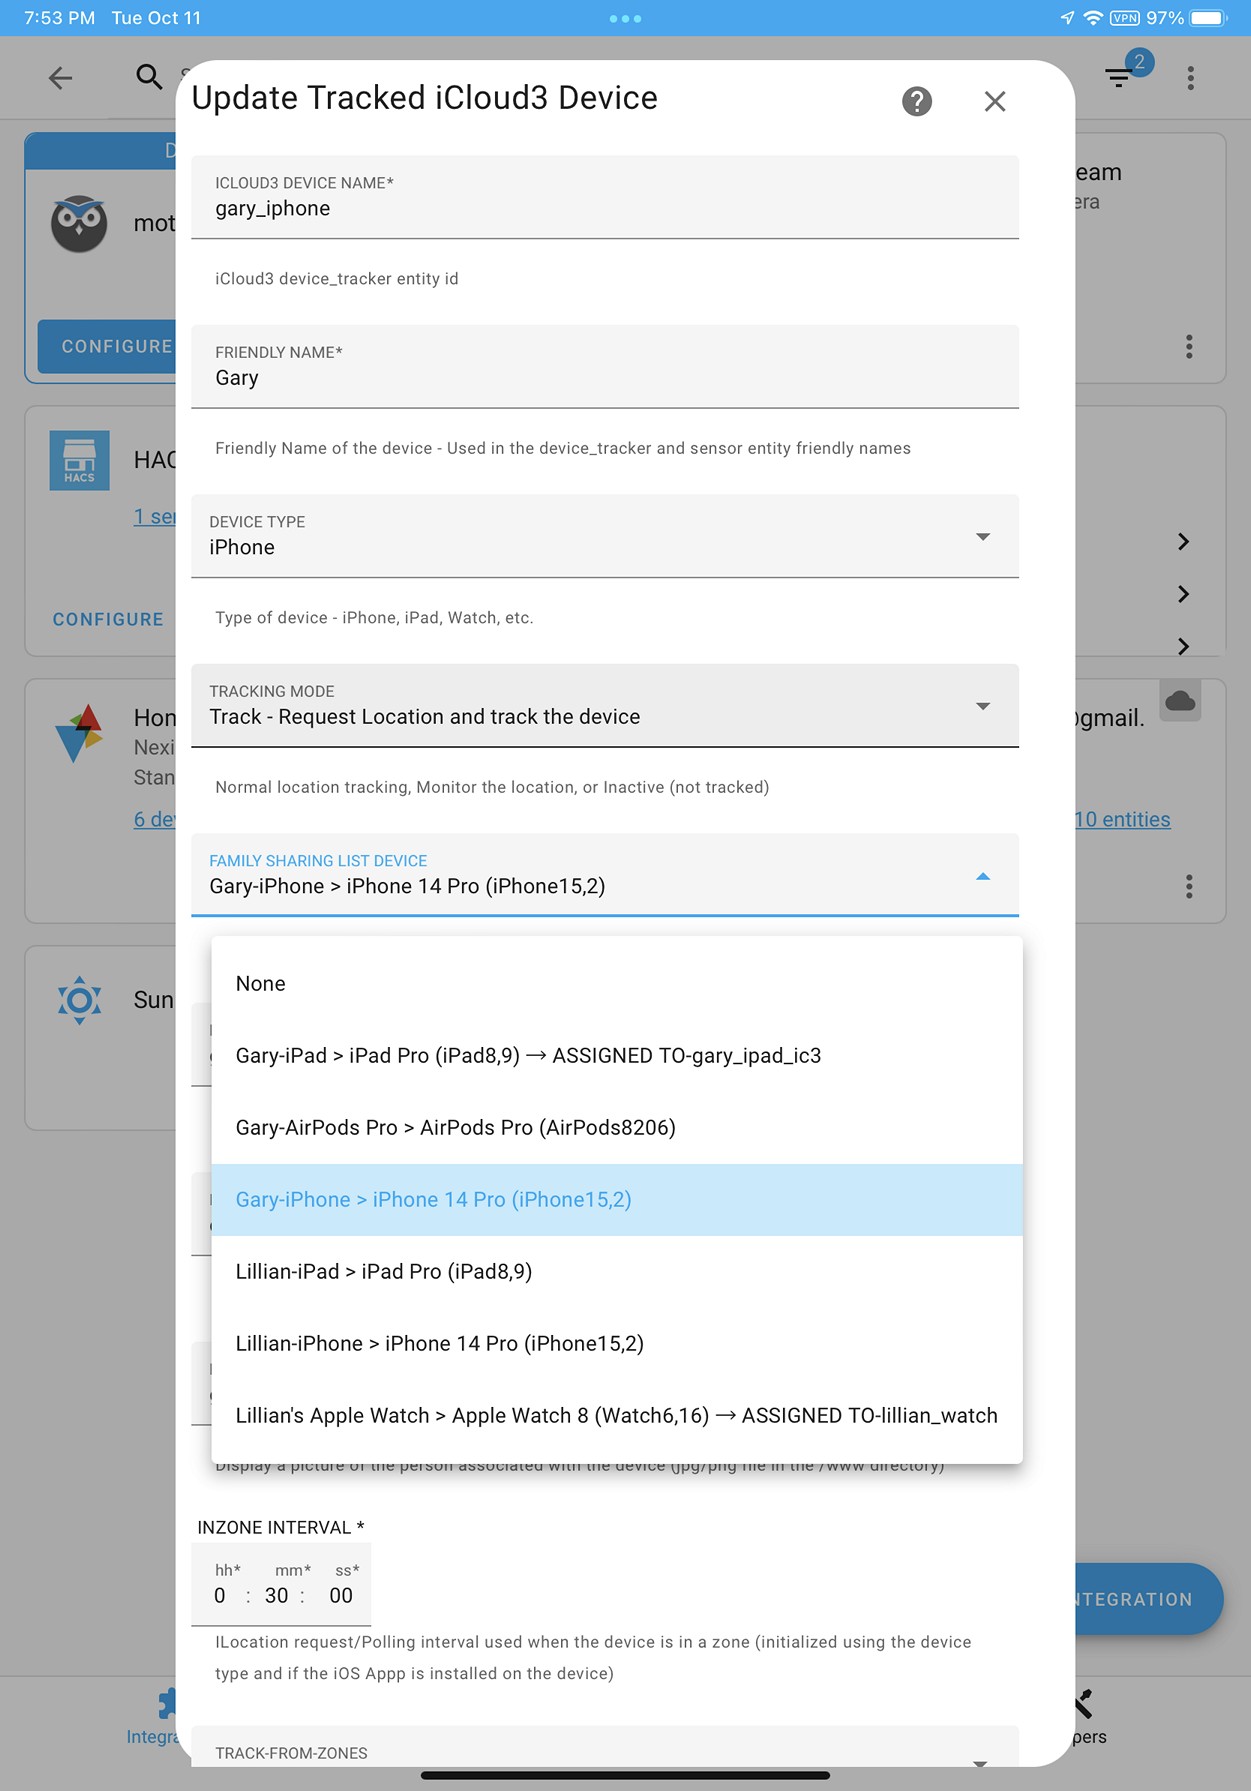 7:53 PM Tue Oct 11
VPN 97%
2
Update Tracked iCloud3 Device
ICLOUD3 DEVICE NAME*
gary_iphone
iCloud3 device_tracker entity id
FRIENDLY NAME*
Gary
Friendly Name of the device - Used in the device_tracker and sensor entity friendly names
DEVICE TYPE
iPhone
Type of device - iPhone, iPad, Watch, etc.
TRACKING MODE
Track - Request Location and track the device
Normal location tracking, Monitor the location, or Inactive (not tracked)
FAMILY SHARING LIST DEVICE
Gary-iPhone > iPhone 14 Pro (iPhone15,2)
None
Gary-iPad > iPad Pro (iPad8,9) → ASSIGNED TO-gary_ipad_ic3
Gary-AirPods Pro > AirPods Pro (AirPods8206)
Gary-iPhone > iPhone 14 Pro (iPhone15,2)
Lillian-iPad > iPad Pro (iPad8,9)
Lillian-iPhone > iPhone 14 Pro (iPhone15,2)
Lillian's Apple Watch > Apple Watch 8 (Watch6,16) → ASSIGNED TO-lillian_watch
Display a picture of the person associated with the device (jpg/png file in the /www directory)
INZONE INTERVAL *
hh* mm* ss*
0 : 30 : 00
ILocation request/Polling interval used when the device is in a zone (initialized using the device
type and if the iOS Appp is installed on the device)
TRACK-FROM-ZONES
D
mot
CONFIGURE
HACS
HAC
1 ser
CONFIGURE
Hon
Nexi
Stan
6 dev
Sun
Integra
eam
era
@gmail.
10 entities
NTEGRATION
pers